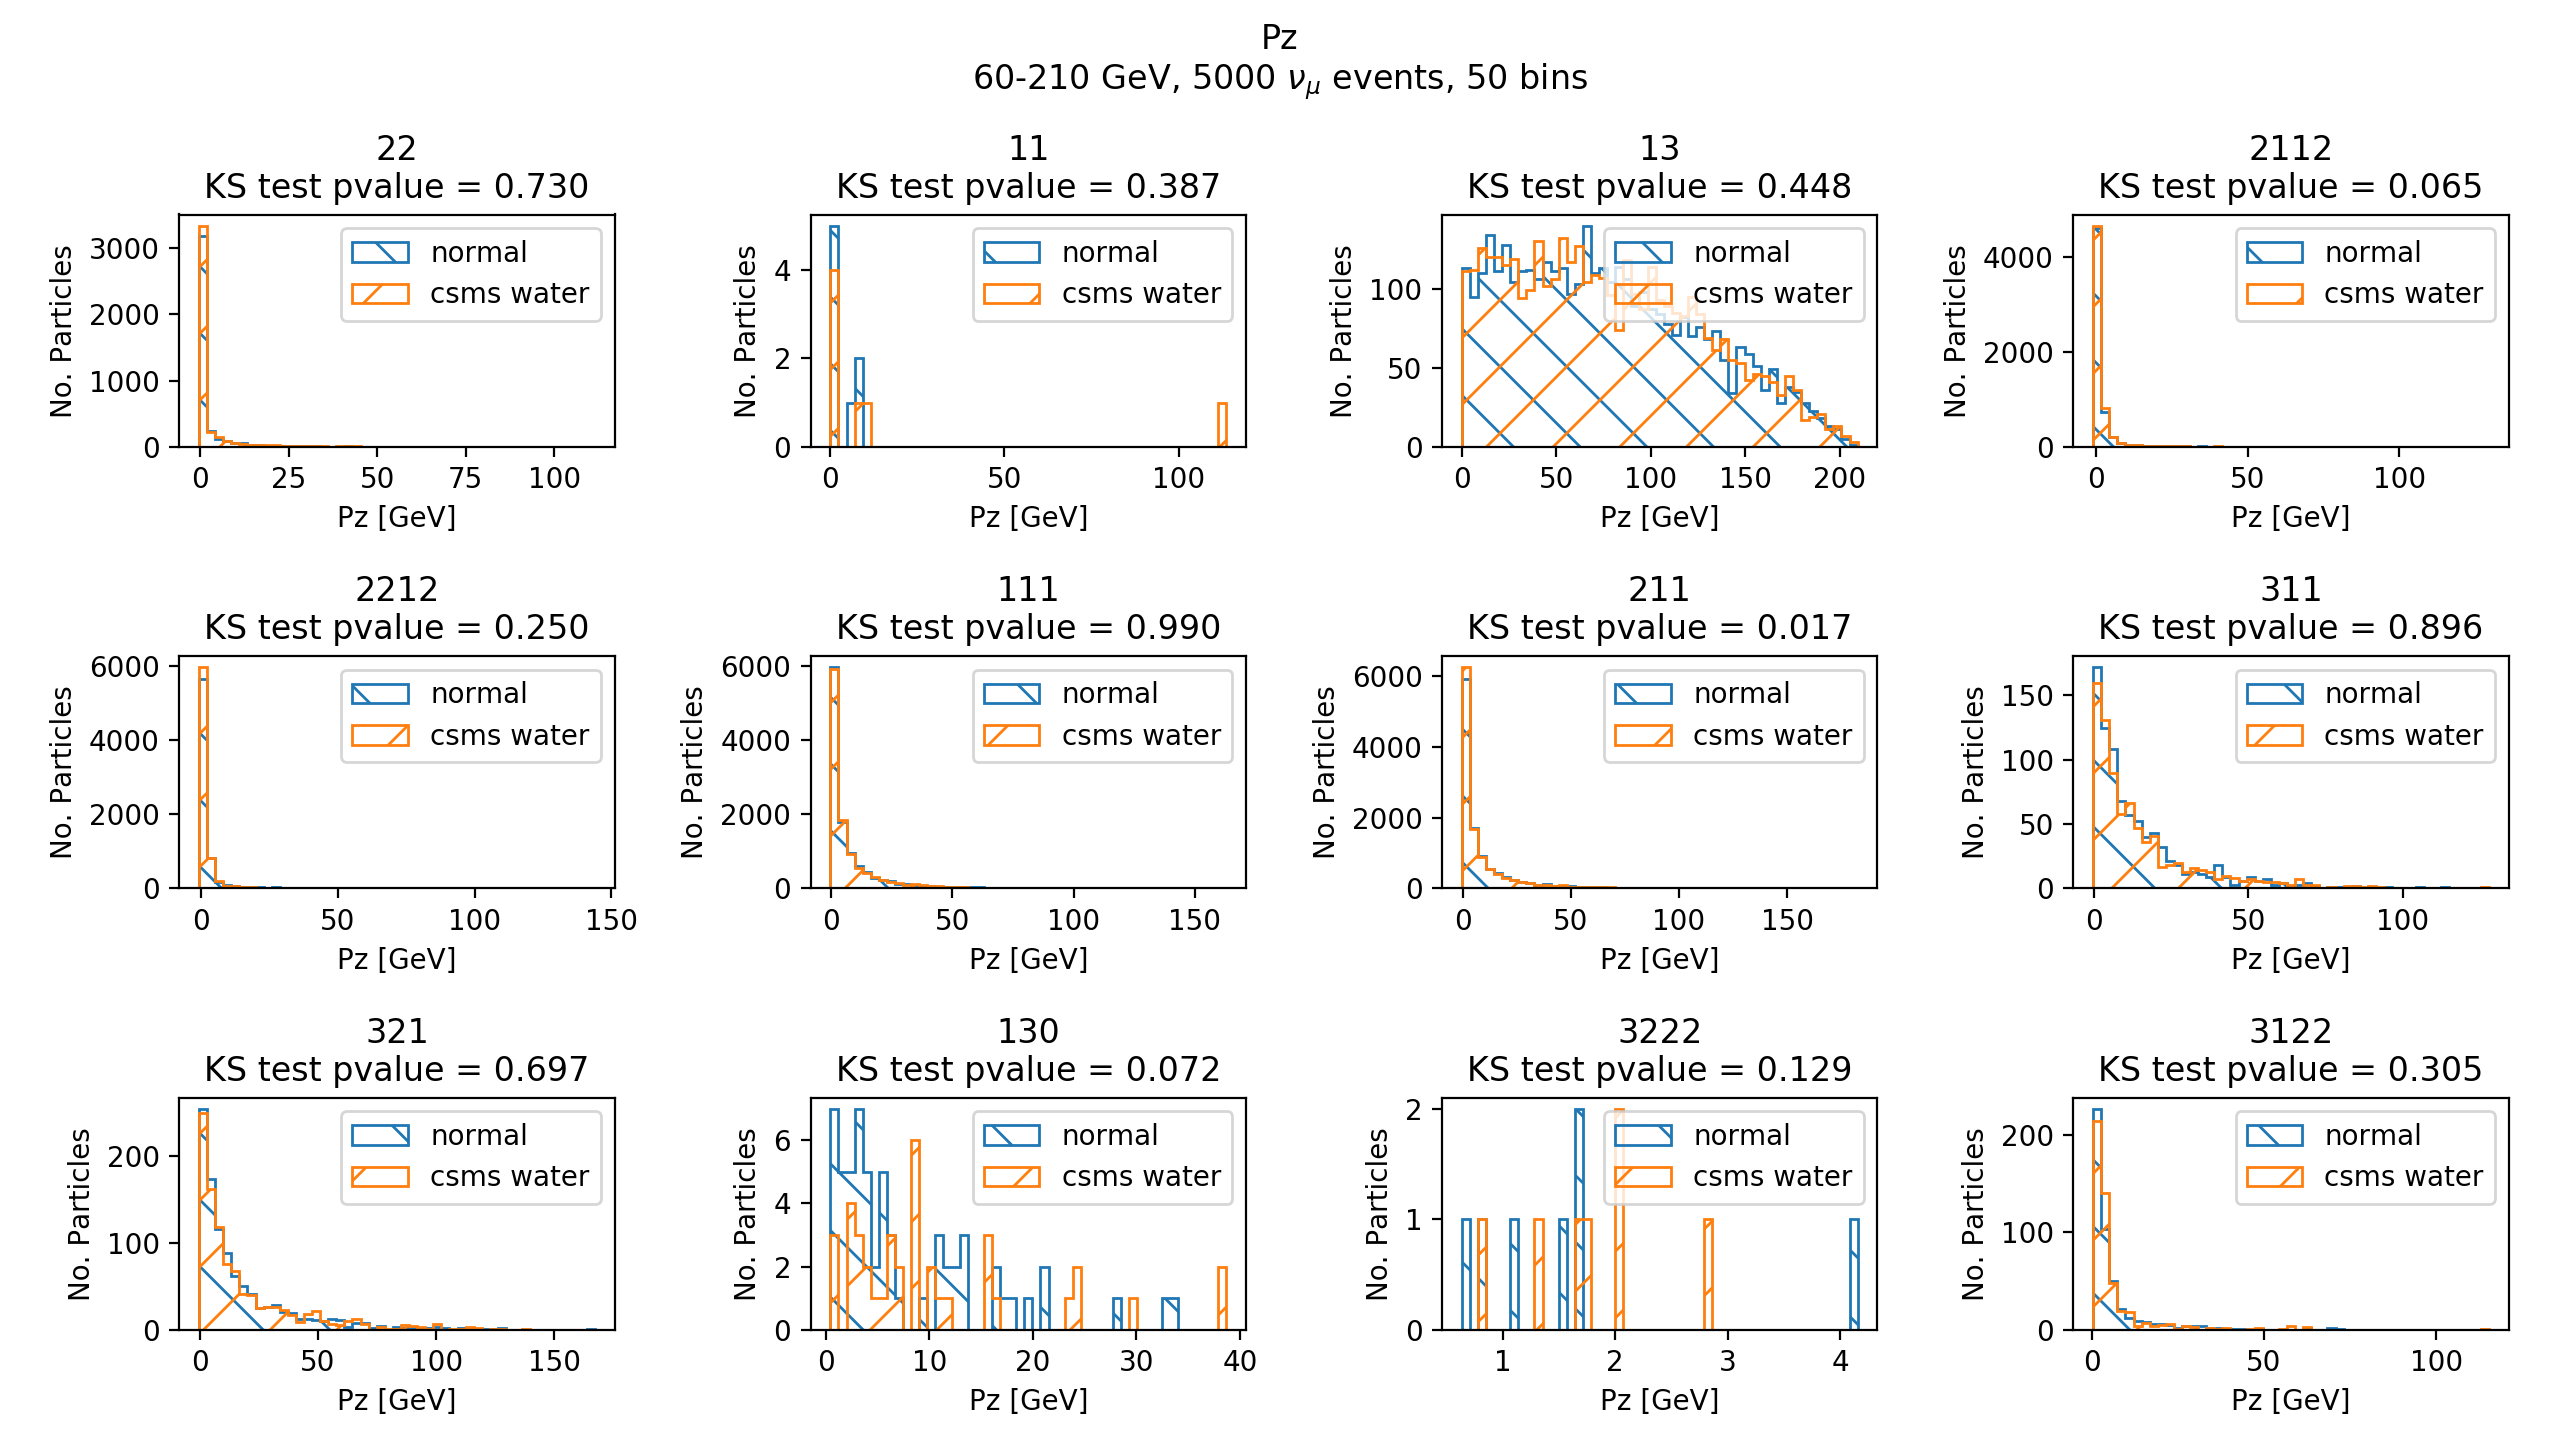 Pz
60-210 GeV, 5000 νμ events, 50 bins
22
KS test pvalue = 0.730
No. Particles
3000
2000
1000
0
normal
csms water
0 25 50 75 100
Pz [GeV]
11
KS test pvalue = 0.387
No. Particles
4
2
0
normal
csms water
0 50 100
Pz [GeV]
13
KS test pvalue = 0.448
No. Particles
100
50
0
normal
csms water
0 50 100 150 200
Pz [GeV]
2112
KS test pvalue = 0.065
No. Particles
4000
2000
0
normal
csms water
0 50 100
Pz [GeV]
2212
KS test pvalue = 0.250
No. Particles
6000
4000
2000
0
normal
csms water
0 50 100 150
Pz [GeV]
111
KS test pvalue = 0.990
No. Particles
6000
4000
2000
0
normal
csms water
0 50 100 150
Pz [GeV]
211
KS test pvalue = 0.017
No. Particles
6000
4000
2000
0
normal
csms water
0 50 100 150
Pz [GeV]
311
KS test pvalue = 0.896
No. Particles
150
100
50
0
normal
csms water
0 50 100
Pz [GeV]
321
KS test pvalue = 0.697
No. Particles
200
100
0
normal
csms water
0 50 100 150
Pz [GeV]
130
KS test pvalue = 0.072
No. Particles
6
4
2
0
normal
csms water
0 10 20 30 40
Pz [GeV]
3222
KS test pvalue = 0.129
No. Particles
2
1
0
normal
csms water
1 2 3 4
Pz [GeV]
3122
KS test pvalue = 0.305
No. Particles
200
100
0
normal
csms water
0 50 100
Pz [GeV]